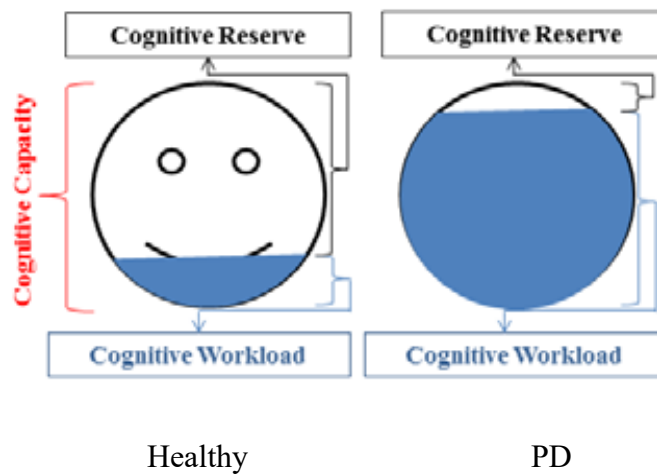 Cognitive Reserve
Cognitive Reserve
Cognitive Capacity
Cognitive Workload
Cognitive Workload
Healthy
PD